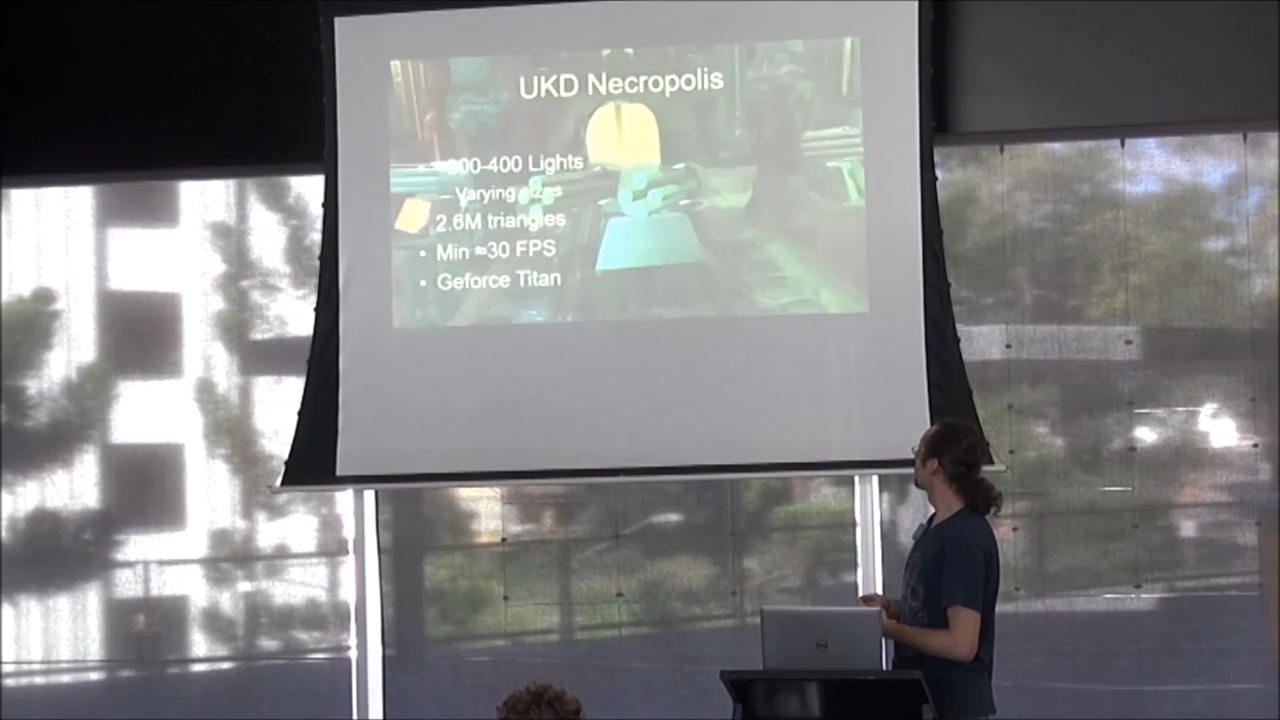 UKD Necropolis
300-400 Lights
Varying sizes
2.6M triangles
• Min ≈30 FPS
• Geforce Titan